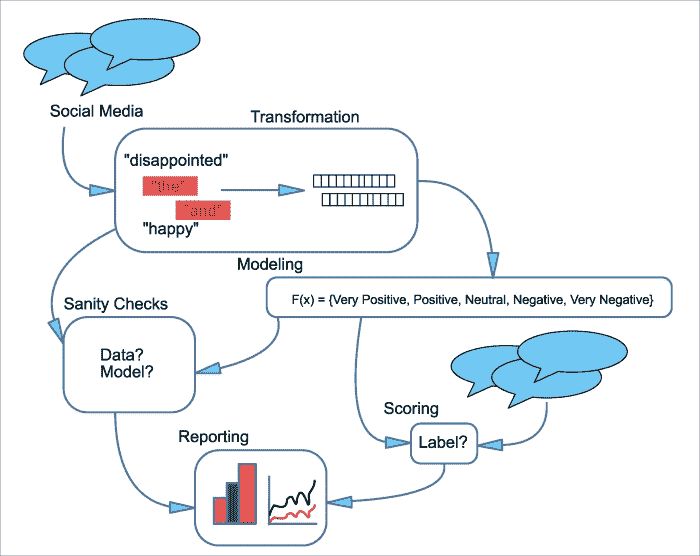 Social Media
Transformation
"disappointed"
"the"
"and"
"happy"
Modeling
F(x) = {Very Positive, Positive, Neutral, Negative, Very Negative}
Sanity Checks
Data?
Model?
Scoring
Label?
Reporting